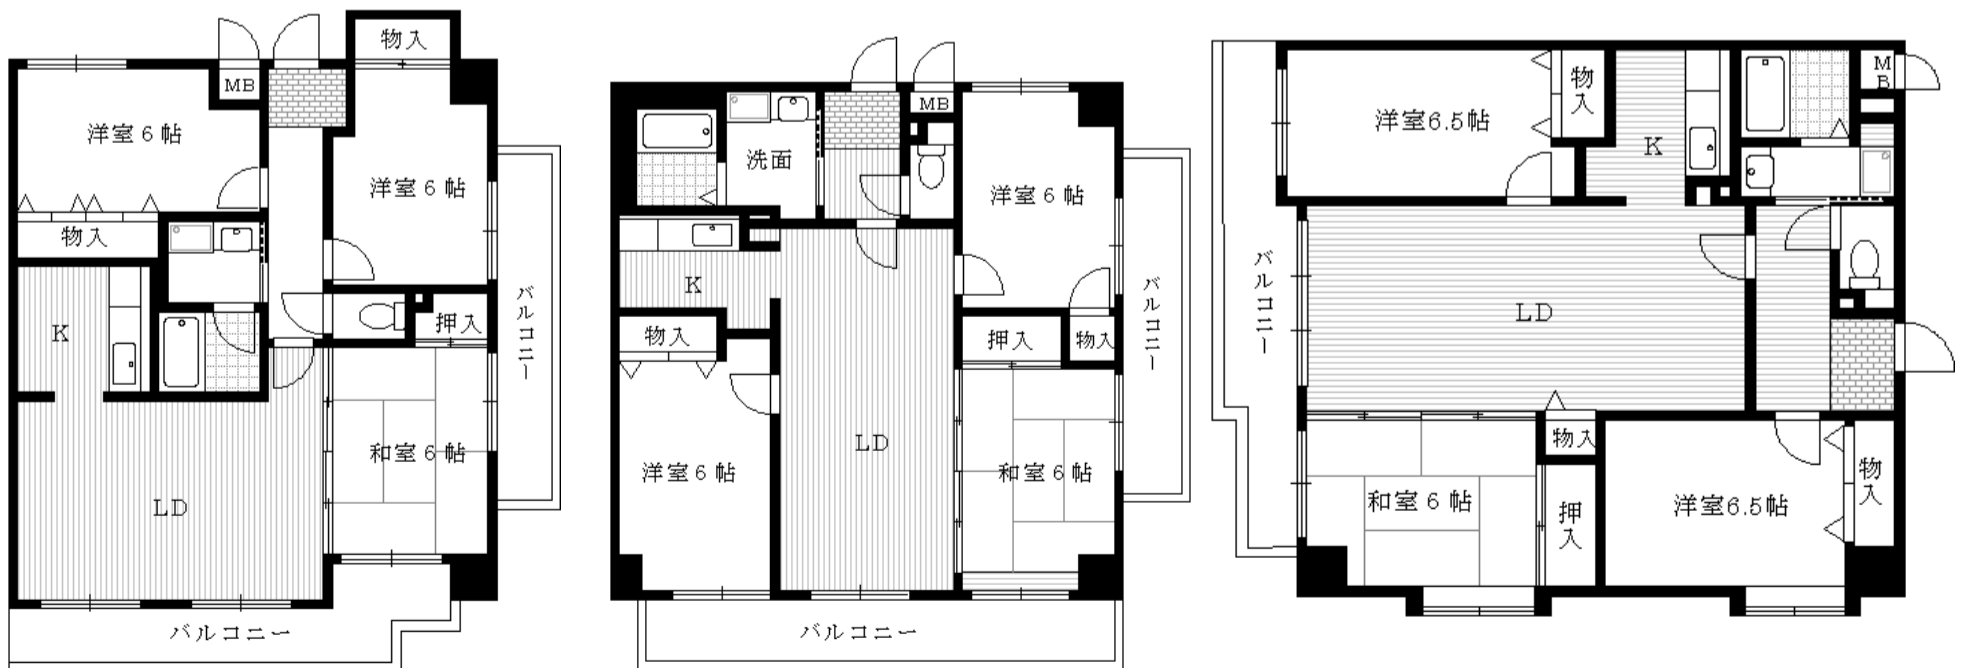 物入
MB
洋室6帖
洋室6帖
物入
押入
K
バルコニー
和室6帖
LD
バルコニー
MB
洗面
洋室6帖
K
物入
押入
物入
バルコニー
LD
洋室6帖
和室6帖
バルコニー
MB
物入
洋室6.5帖
K
バルコニー
LD
物入
物入
和室6帖
押入
洋室6.5帖